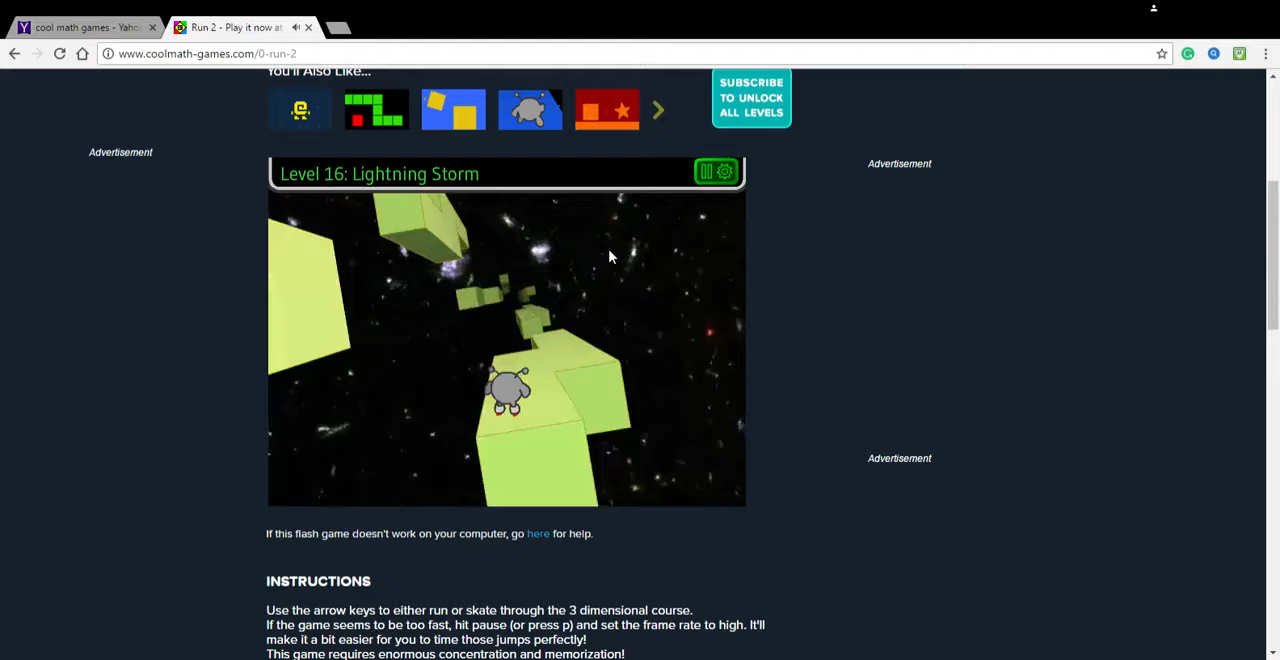 cool math games - Yaho
Run 2 - Play it now at
www.coolmath-games.com/0-run-2
You'll Also Like...
SUBSCRIBE
TO UNLOCK
ALL LEVELS
Advertisement
Advertisement
Level 16: Lightning Storm
Advertisement
If this flash game doesn't work on your computer, go here for help.
INSTRUCTIONS
Use the arrow keys to either run or skate through the 3 dimensional course.
If the game seems to be too fast, hit pause (or press p) and set the frame rate to high. It'll
make it a bit easier for you to time those jumps perfectly!
This game requires enormous concentration and memorization!